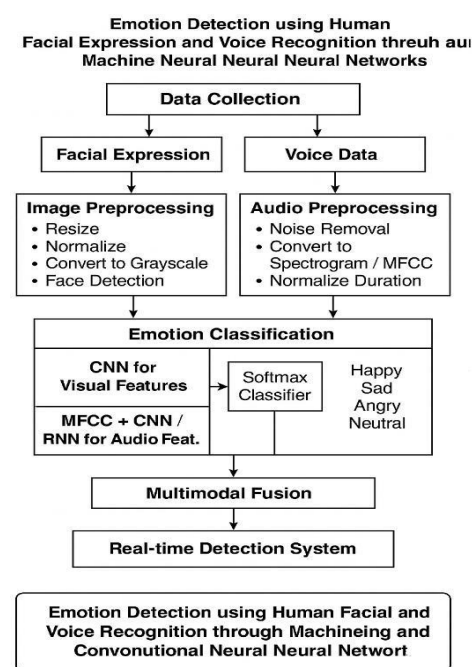 Emotion Detection using Human
Facial Expression and Voice Recognition threuh aur
Machine Neural Neural Neural Networks
Data Collection
Facial Expression
Voice Data
Image Preprocessing
• Resize
• Normalize
• Convert to Grayscale
• Face Detection
Audio Preprocessing
• Noise Removal
• Convert to
Spectrogram / MFCC
• Normalize Duration
Emotion Classification
CNN for
Visual Features
MFCC + CNN /
RNN for Audio Feat.
Softmax
Classifier
Happy
Sad
Angry
Neutral
Multimodal Fusion
Real-time Detection System
Emotion Detection using Human Facial and
Voice Recognition through Machineing and
Convonutional Neural Neural Networt